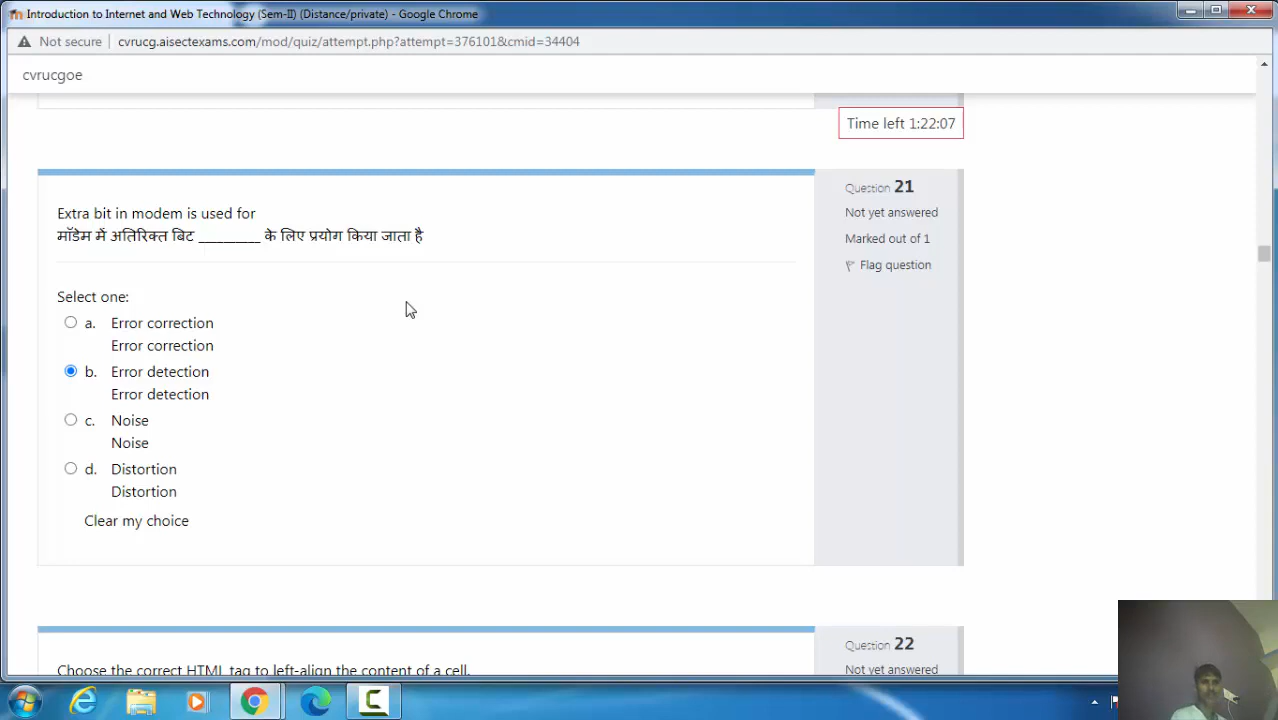 Introduction to Internet and Web Technology (Sem-II) (Distance/private) - Google Chrome
Not secure | cvrucg.aisectexams.com/mod/quiz/attempt.php?attempt=376101&cmid=34404
cvrucgoe
Time left 1:22:07
Extra bit in modem is used for
मॉडेम में अतिरिक्त बिट __________ के लिए प्रयोग किया जाता है
Select one:
a. Error correction
Error correction
b. Error detection
Error detection
c. Noise
Noise
d. Distortion
Distortion
Clear my choice
Question 21
Not yet answered
Marked out of 1
Flag question
Choose the correct HTML tag to left-align the content of a cell.
Question 22
Not yet answered